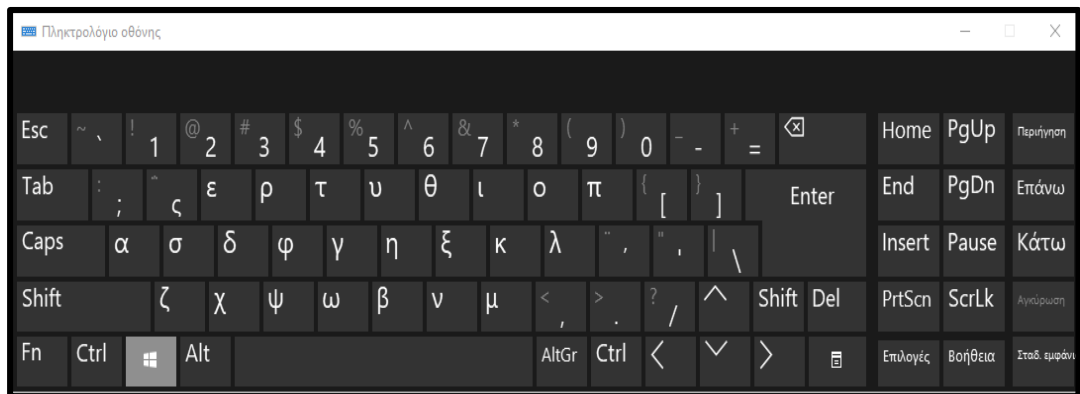 Πληκτρολόγιο οθόνης
Esc ~ ` ! 1 @ 2 # 3 $ 4 % 5 ^ 6 & 7 * 8 ( 9 ) 0 _ - + = Home PgUp Περιήγηση
Tab : ; ς ε ρ τ υ θ ι ο π { [ } ] Enter End PgDn Επάνω
Caps α σ δ φ γ η ξ κ λ ¨ ΄ " ' | \ Insert Pause Κάτω
Shift ζ χ ψ ω β ν μ < , > . ? / Shift Del PrtScn ScrLk Αγκύρωση
Fn Ctrl Alt AltGr Ctrl Επιλογές Βοήθεια Σταδ. εμφάνι